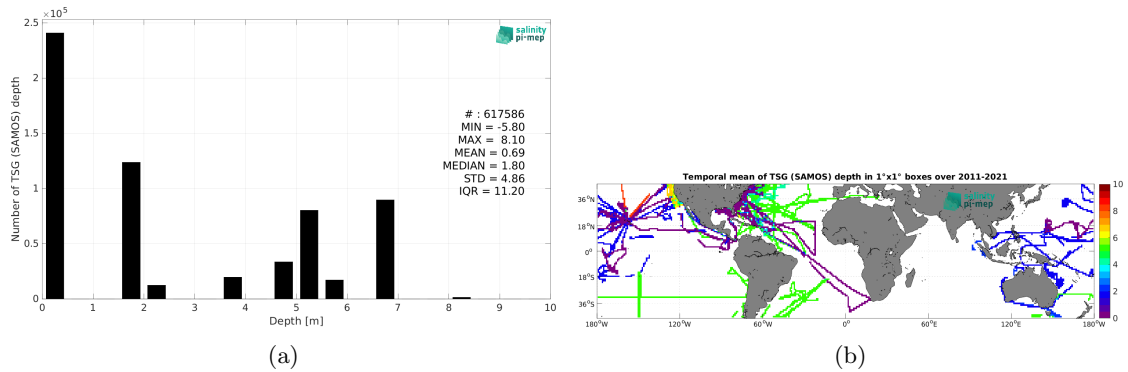 ×10⁵
2.5
2
1.5
1
0.5
0
0 1 2 3 4 5 6 7 8 9 10
Number of TSG (SAMOS) depth
Depth [m]
salinity
pi-mep
# : 617586
MIN = -5.80
MAX = 8.10
MEAN = 0.69
MEDIAN = 1.80
STD = 4.86
IQR = 11.20
(a)
Temporal mean of TSG (SAMOS) depth in 1°x1° boxes over 2011-2021
salinity
pi-mep
36°N
18°N
0°
18°S
36°S
180°W 120°W 60°W 0° 60°E 120°E 180°W
10
8
6
4
2
0
(b)